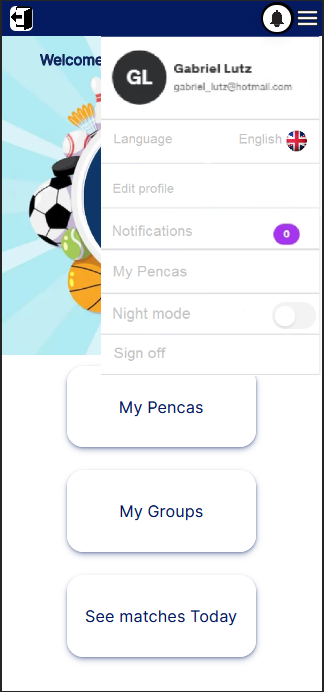 Welcome
GL
Gabriel Lutz
gabriel_lutz@hotmail.com
Language
English
Edit profile
Notifications
0
My Pencas
Night mode
Sign off
My Pencas
My Groups
See matches Today